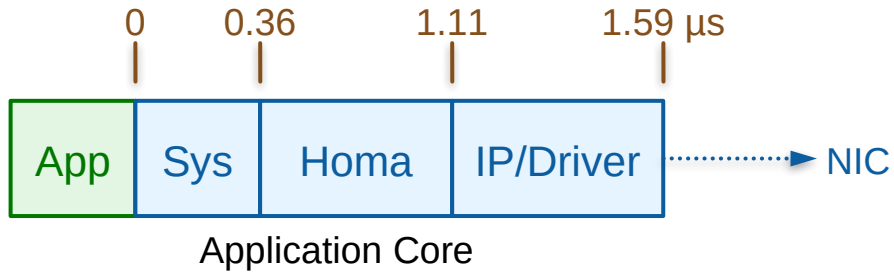 0 0.36 1.11 1.59 µs
App Sys Homa IP/Driver NIC
Application Core